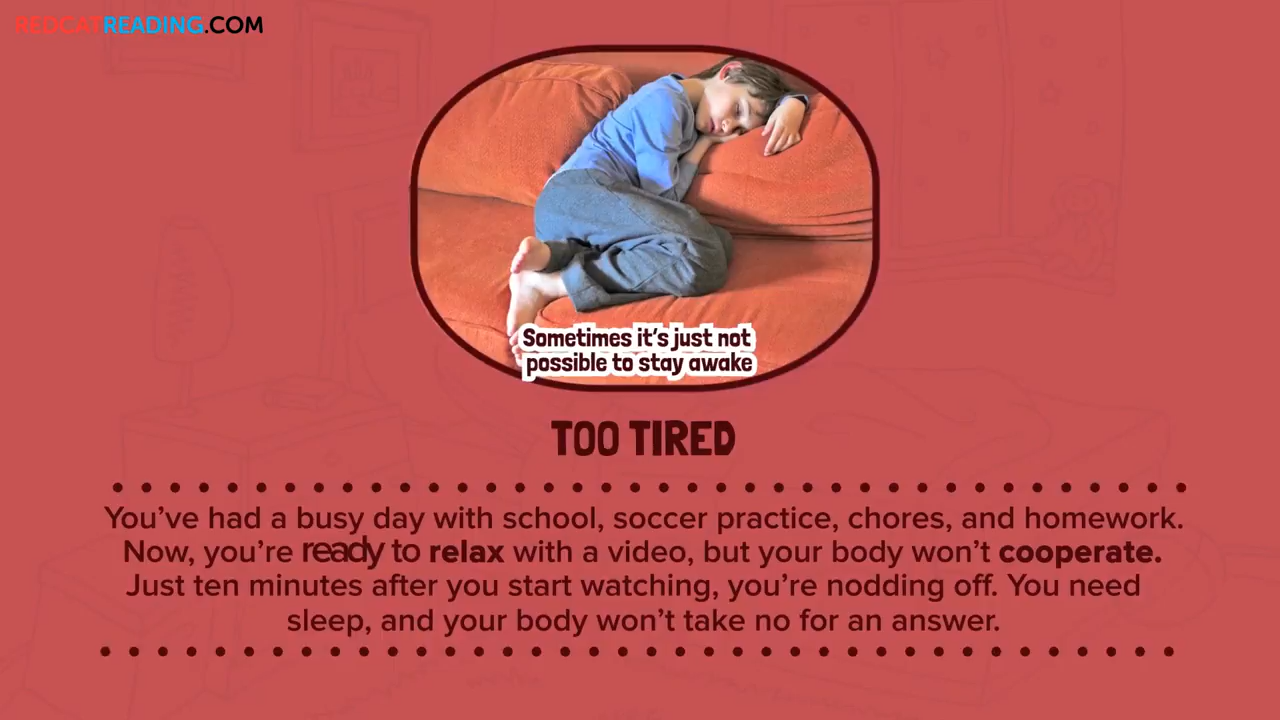 REDCATREADING.COM
Sometimes it's just not
possible to stay awake
TOO TIRED
You've had a busy day with school, soccer practice, chores, and homework.
Now, you're ready to relax with a video, but your body won't cooperate.
Just ten minutes after you start watching, you're nodding off. You need
sleep, and your body won't take no for an answer.